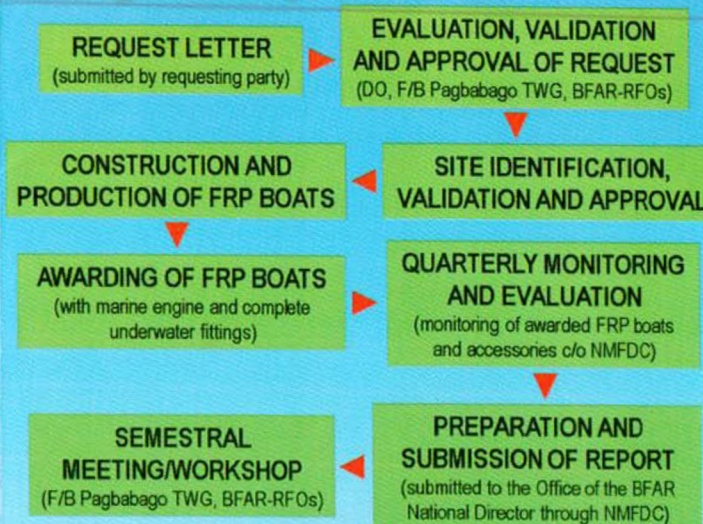 REQUEST LETTER
(submitted by requesting party)
EVALUATION, VALIDATION
AND APPROVAL OF REQUEST
(DO, F/B Pagbabago TWG, BFAR-RFOs)
SITE IDENTIFICATION,
VALIDATION AND APPROVAL
CONSTRUCTION AND
PRODUCTION OF FRP BOATS
AWARDING OF FRP BOATS
(with marine engine and complete
underwater fittings)
QUARTERLY MONITORING
AND EVALUATION
(monitoring of awarded FRP boats
and accessories c/o NMFDC)
PREPARATION AND
SUBMISSION OF REPORT
(submitted to the Office of the BFAR
National Director through NMFDC)
SEMESTRAL
MEETING/WORKSHOP
(F/B Pagbabago TWG, BFAR-RFOs)